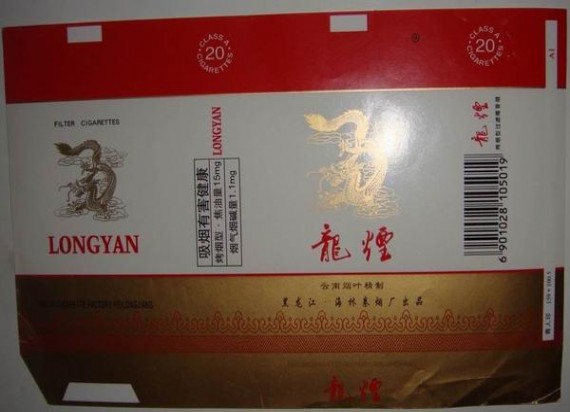 CLASS A
20
CIGARETTES
CLASS A
20
CIGARETTES
A1
FILTER CIGARETTES
LONGYAN
吸烟有害健康
烤烟型·焦油量15mg
烟气烟碱量1.1mg
LONGYAN
龍煙
龍煙
6 901028 105019
云南烟叶精制
黑龙江·海林卷烟厂出品
龍煙